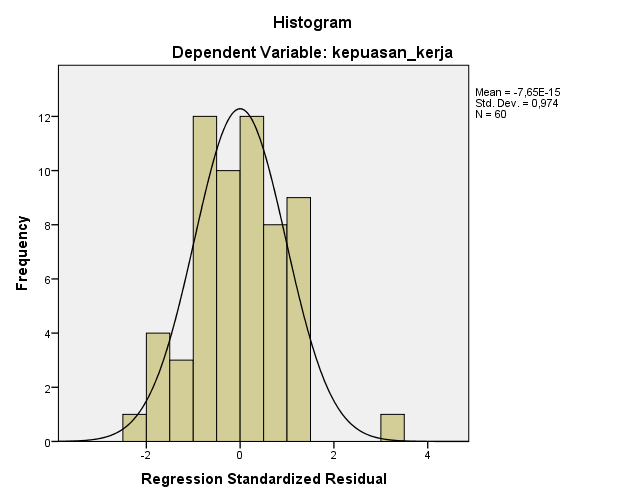 Histogram
Dependent Variable: kepuasan_kerja
Mean = -7,65E-15
Std. Dev. = 0,974
N = 60
12
10
8
6
4
2
0
Frequency
-2 0 2 4
Regression Standardized Residual